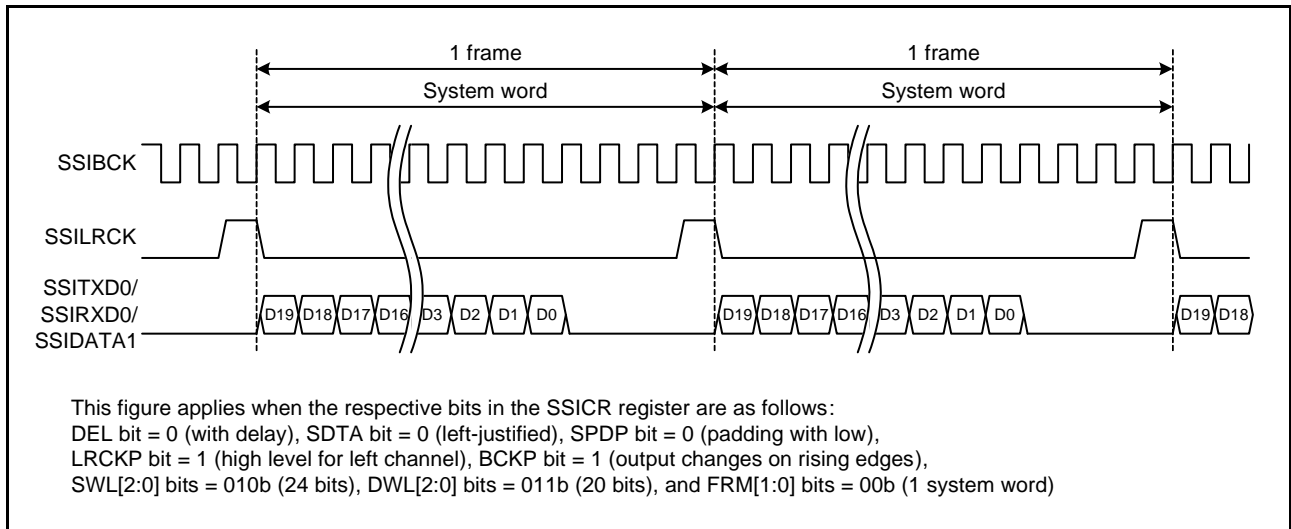 1 frame 1 frame
System word System word
SSIBCK
SSILRCK
SSITXD0/
SSIRXD0/
SSIDATA1
D19 D18 D17 D16 D3 D2 D1 D0 D19 D18 D17 D16 D3 D2 D1 D0 D19 D18
This figure applies when the respective bits in the SSICR register are as follows:
DEL bit = 0 (with delay), SDTA bit = 0 (left-justified), SPDP bit = 0 (padding with low),
LRCKP bit = 1 (high level for left channel), BCKP bit = 1 (output changes on rising edges),
SWL[2:0] bits = 010b (24 bits), DWL[2:0] bits = 011b (20 bits), and FRM[1:0] bits = 00b (1 system word)